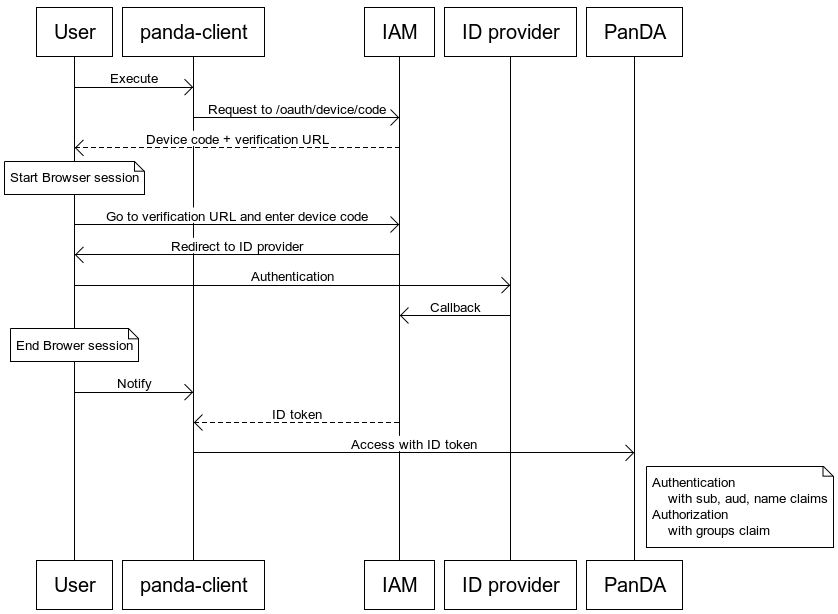 User
panda-client
IAM
ID provider
PanDA
Execute
Request to /oauth/device/code
Device code + verification URL
Start Browser session
Go to verification URL and enter device code
Redirect to ID provider
Authentication
Callback
End Brower session
Notify
ID token
Access with ID token
Authentication
with sub, aud, name claims
Authorization
with groups claim
User
panda-client
IAM
ID provider
PanDA